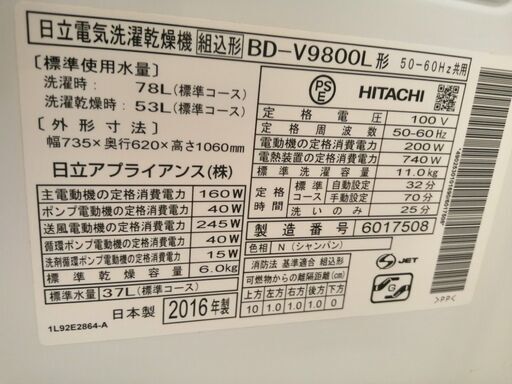 日立電気洗濯乾燥機 組込形 BD-V9800L形 50-60Hz共用
〔標準使用水量〕
洗濯時： 78L(標準コース)
洗濯乾燥時： 53L(標準コース)
〔外形寸法〕
幅735×奥行620×高さ1060mm
日立アプライアンス(株)
主電動機の定格消費電力 160W
ポンプ電動機の定格消費電力 40W
送風電動機の定格消費電力 245W
循環ポンプ電動機の定格消費電力 40W
洗剤循環ポンプ電動機の定格消費電力 15W
標準乾燥容量 6.0kg
標準水量 37L(標準コース)
日本製 2016年製
1L92E2864-A
PS
E
HITACHI
定格電圧 100V
定格周波数 50-60Hz
電動機の定格消費電力 200W
電熱装置の定格消費電力 740W
標準洗濯容量 11.0kg
定格時間 標準コース 自動設定 32分
手動設定 70分
洗いのみ 25分
製造番号 6017508
色相 N (シャンパン)
消防法 基準適合 組込形
可燃物からの離隔距離(cm)
上方 左方 右方 前方 後方 下方
10 1.0 1.0 0 1.0 0
S JET
G
>PP<